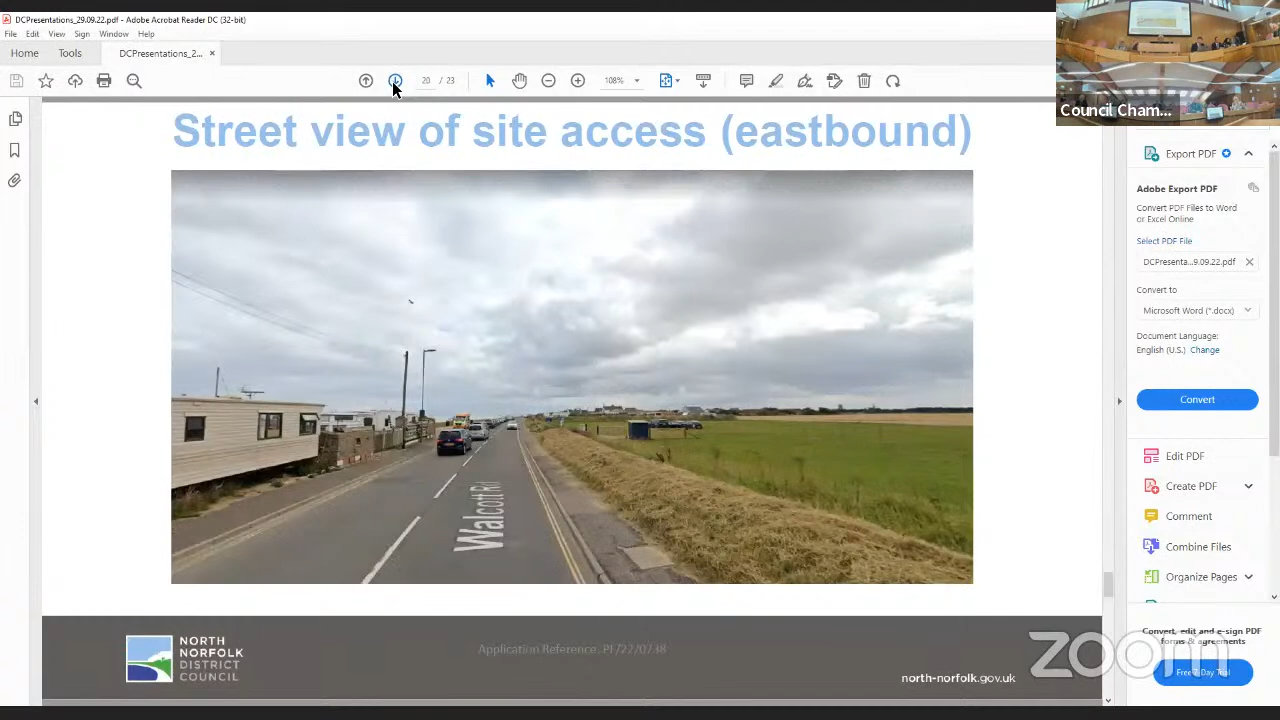 DCPresentations_29.09.22.pdf - Adobe Acrobat Reader DC (32-bit)
File Edit View Sign Window Help
Home Tools DCPresentations_2... ×
20 / 23 108%
Council Cham...
Street view of site access (eastbound)
Walcott Rd
NORTH
NORFOLK
DISTRICT
COUNCIL
Application Reference: PF/22/0738
north-norfolk.gov.uk
Export PDF
Adobe Export PDF
Convert PDF Files to Word
or Excel Online
Select PDF File
DCPresenta...9.09.22.pdf
Convert to
Microsoft Word (*.docx)
Document Language:
English (U.S.) Change
Convert
Edit PDF
Create PDF
Comment
Combine Files
Organize Pages
Convert, edit and e-sign PDF
forms & agreements
Free 7-Day Trial
zoom